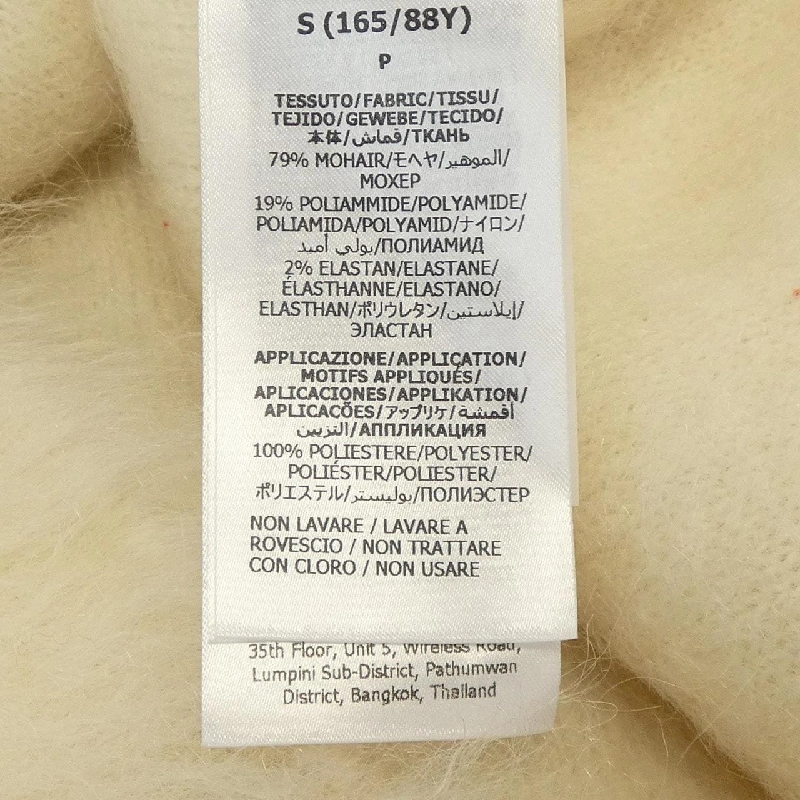 S (165/88Y)
P
TESSUTO/FABRIC/TISSU/
TEJIDO/GEWEBE/TECIDO/
本体/قماش/ТКАНЬ
79% MOHAIR/モヘヤ/الموهير/
МОХЕР
19% POLIAMMIDE/POLYAMIDE/
POLIAMIDA/POLYAMID/ナイロン/
بولي أميد/ПОЛИАМИД
2% ELASTAN/ELASTANE/
ÉLASTHANNE/ELASTANO/
ELASTHAN/ポリウレタン/إيلاستين/
ЭЛАСТАН
APPLICAZIONE/APPLICATION/
MOTIFS APPLIQUÉS/
APLICACIONES/APPLIKATION/
APLICAÇÕES/アップリケ/أقمشة
التزيين/АППЛИКАЦИЯ
100% POLIESTERE/POLYESTER/
POLIÉSTER/POLIESTER/
ポリエステル/بوليستر/ПОЛИЭСТЕР
NON LAVARE / LAVARE A
ROVESCIO / NON TRATTARE
CON CLORO / NON USARE
35th Floor, Unit 5, Wireless Road,
Lumpini Sub-District, Pathumwan
District, Bangkok, Thailand